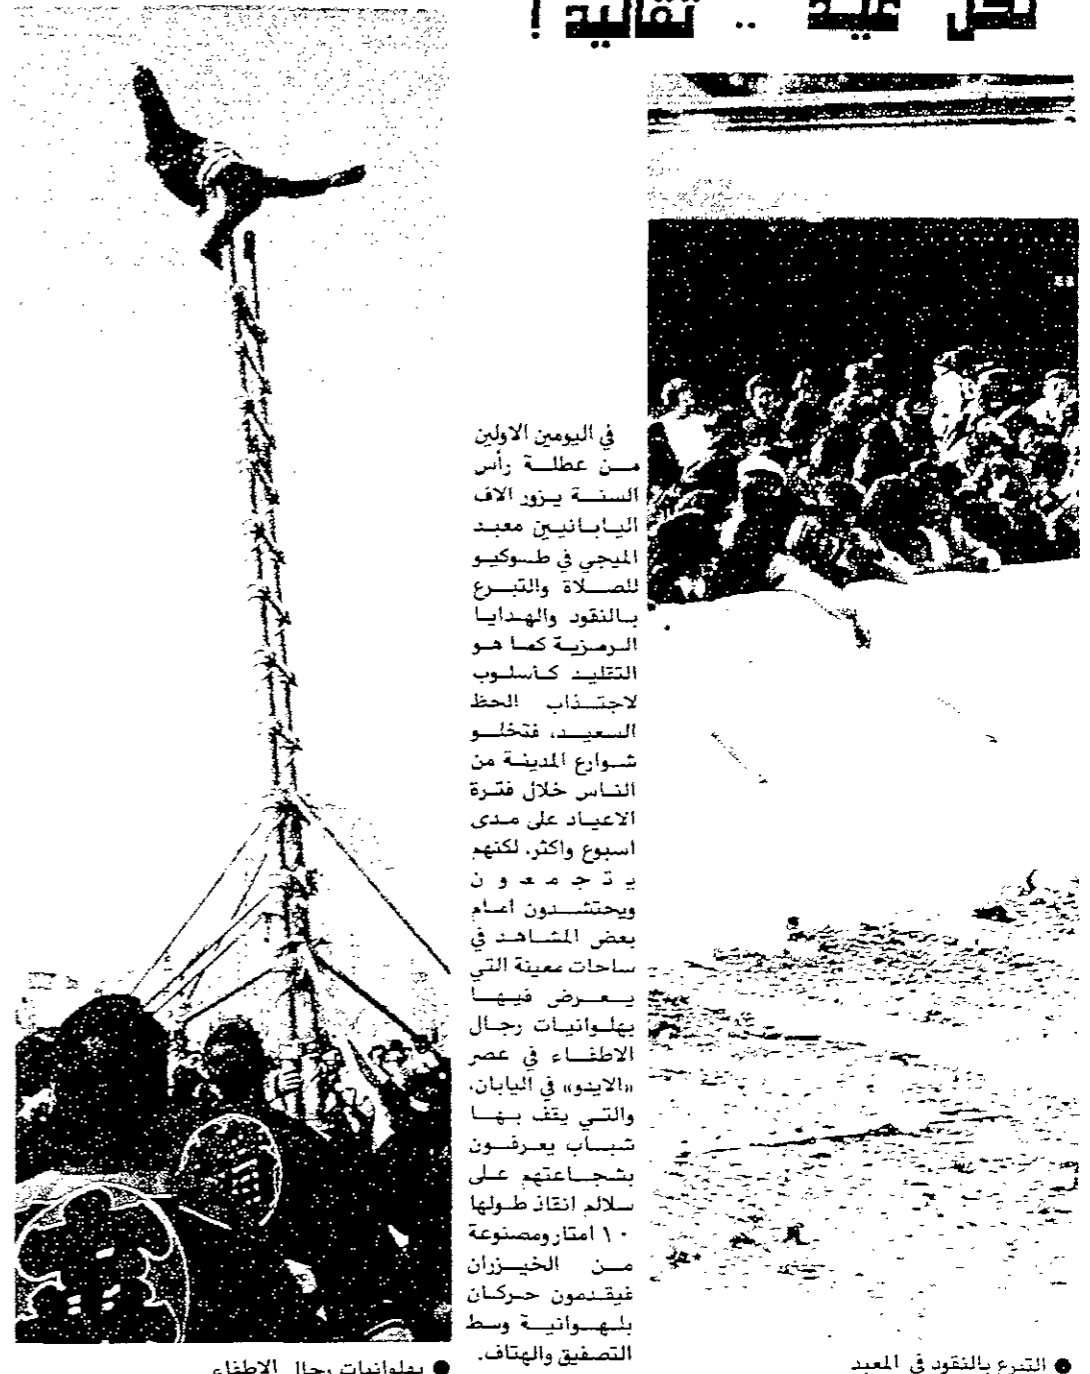 لكل عيد .. تقاليد !
في اليومين الاولين
من عطلة رأس
السنة يزور الاف
اليابانيين معبد
الميجي في طوكيو
للصلاة والتبرع
بالنقود والهدايا
الرمزية كما هو
التقليد كأسلوب
لاجتذاب الحظ
السعيد، فتخلو
شوارع المدينة من
الناس خلال فترة
الاعياد على مدى
اسبوع واكثر. لكنهم
يتجمعون
ويحتشدون امام
بعض المشاهد في
ساحات معينة التي
يعرض فيها
بهلوانيات رجال
الاطفاء في عصر
«الايدو» في اليابان،
والتي يقف بها
شباب يعرفون
بشجاعتهم على
سلالم انقاذ طولها
١٠ امتار ومصنوعة
من الخيزران
فيقدمون حركان
بلهوانية وسط
التصفيق والهتاف.
● التبرع بالنقود في المعبد
● بهلوانيات رجال الاطفاء